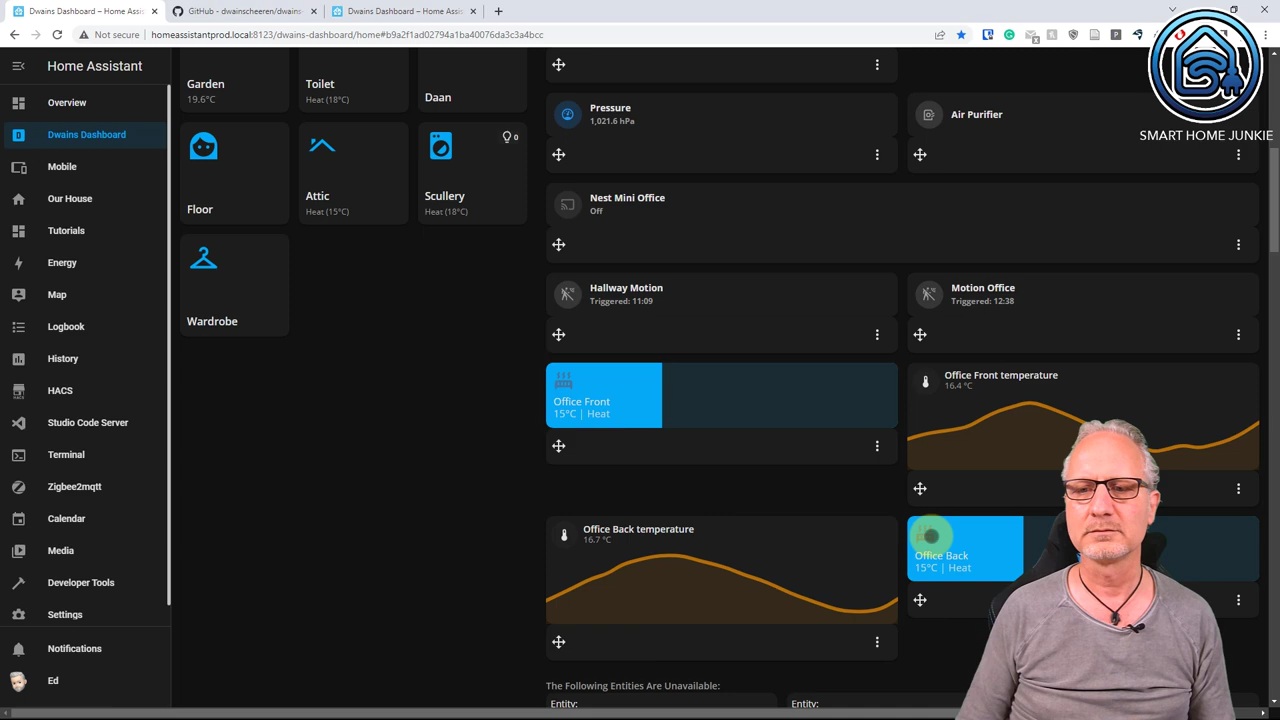 Dwains Dashboard – Home Assis
GitHub - dwainscheeren/dwains-
Dwains Dashboard – Home Assis
Not secure
homeassistantprod.local:8123/dwains-dashboard/home#b9a2f1ad02794a1ba40076da3c3a4bcc
SMART HOME JUNKIE
Home Assistant
Overview
Dwains Dashboard
Mobile
Our House
Tutorials
Energy
Map
Logbook
History
HACS
HACS
Studio Code Server
Terminal
Zigbee2mqtt
Calendar
Media
Developer Tools
Settings
Notifications
Ed
Garden
19.6°C
Toilet
Heat (18°C)
Daan
Floor
Attic
Heat (15°C)
0
Scullery
Heat (18°C)
Wardrobe
Pressure
1,021.6 hPa
Air Purifier
Nest Mini Office
Off
Hallway Motion
Triggered: 11:09
Motion Office
Triggered: 12:38
Office Front
15°C | Heat
Office Front temperature
16.4 °C
Office Back temperature
16.7 °C
Office Back
15°C | Heat
The Following Entities Are Unavailable:
Entity:
Entity: